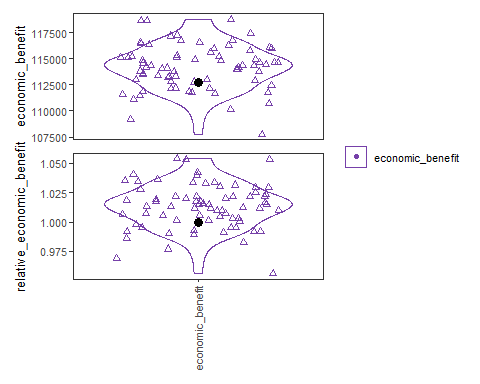 economic_benefit
117500
115000
112500
110000
107500
relative_economic_benefit
1.050
1.025
1.000
0.975
economic_benefit
economic_benefit